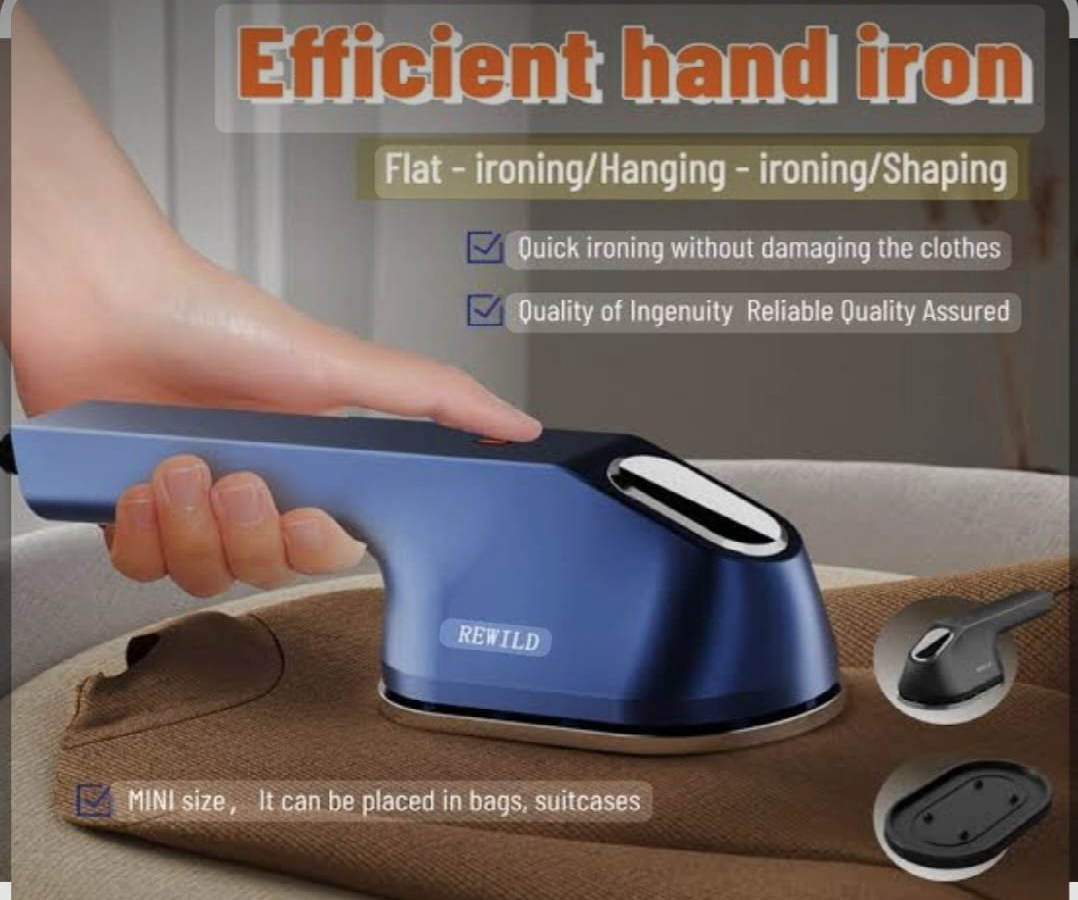 Efficient hand iron
Flat - ironing/Hanging - ironing/Shaping
Quick ironing without damaging the clothes
Quality of Ingenuity Reliable Quality Assured
REWILD
MINI size, It can be placed in bags, suitcases